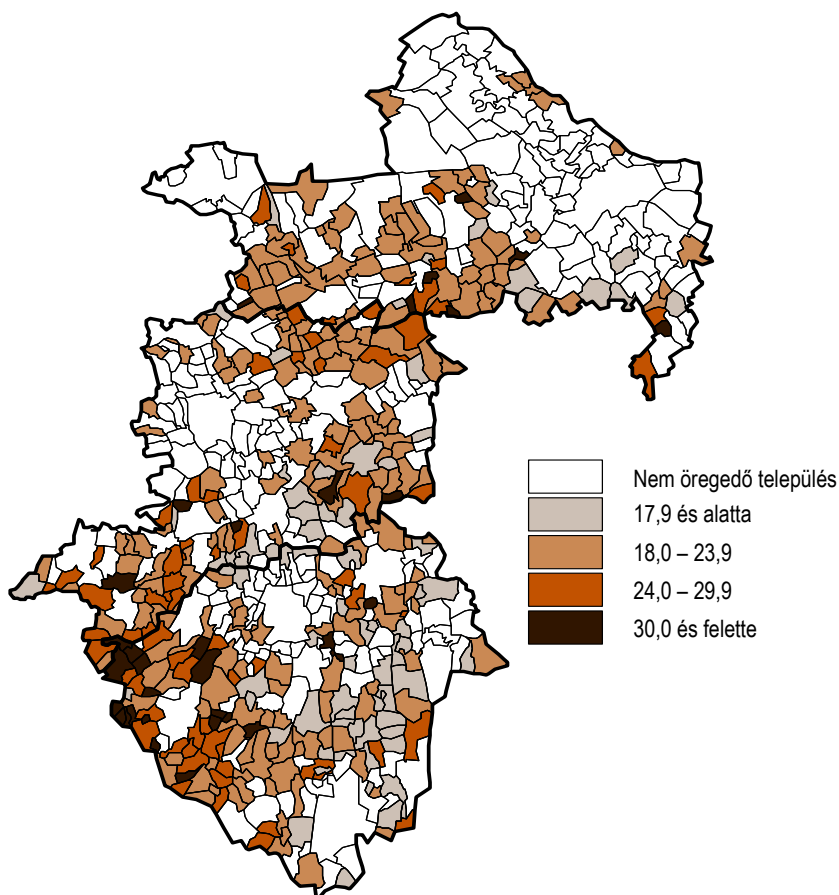 Nem öregedő település
17,9 és alatta
18,0 – 23,9
24,0 – 29,9
30,0 és felette